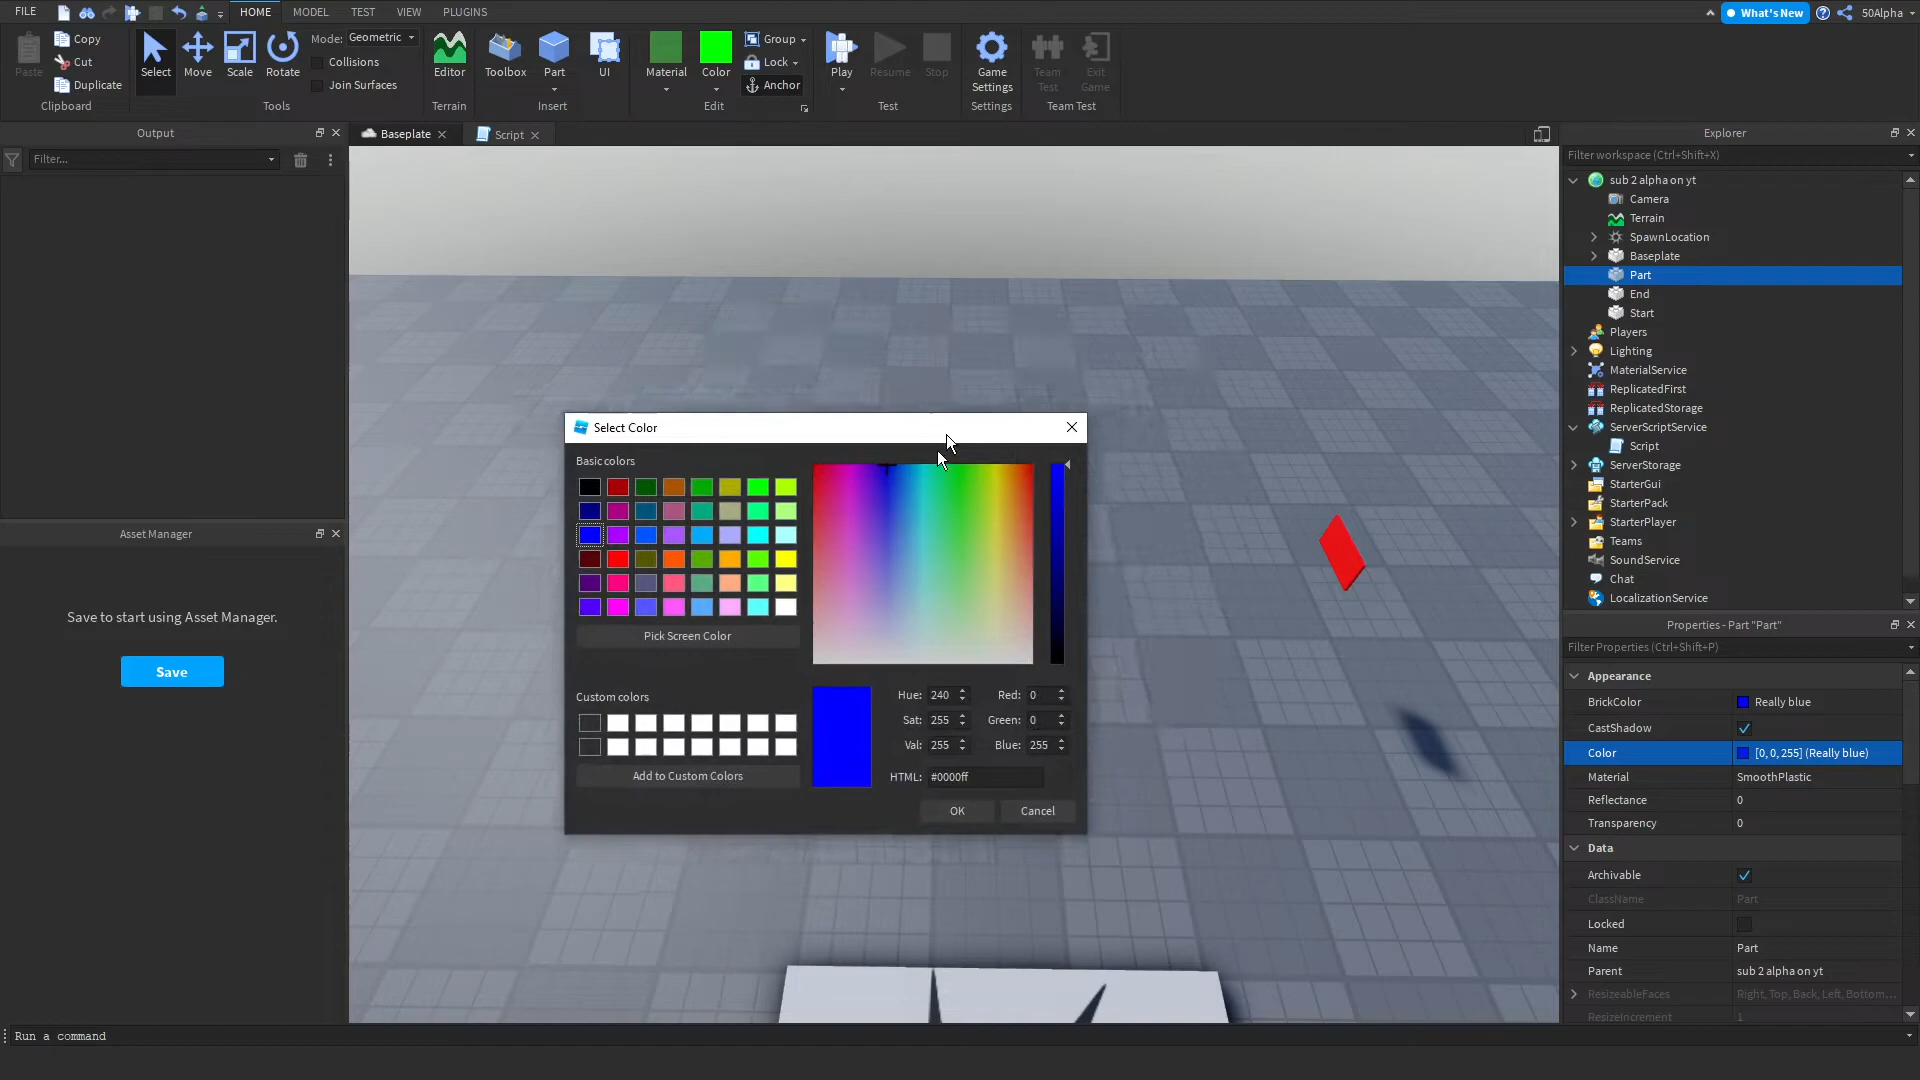 FILE
HOME
MODEL
TEST
VIEW
PLUGINS
What's New
50Alpha
Paste
Copy
Cut
Duplicate
Clipboard
Select
Move
Scale
Rotate
Mode: Geometric
Collisions
Join Surfaces
Tools
Editor
Terrain
Toolbox
Part
UI
Insert
Material
Color
Group
Lock
Anchor
Edit
Play
Resume
Stop
Test
Game
Settings
Settings
Team
Test
Exit
Game
Team Test
Output
Filter...
Asset Manager
Save to start using Asset Manager.
Save
Baseplate
Script
Select Color
Basic colors
Pick Screen Color
Custom colors
Add to Custom Colors
Hue: 240
Red: 0
Sat: 255
Green: 0
Val: 255
Blue: 255
HTML: #0000ff
OK
Cancel
Explorer
Filter workspace (Ctrl+Shift+X)
sub 2 alpha on yt
Camera
Terrain
SpawnLocation
Baseplate
Part
End
Start
Players
Lighting
MaterialService
ReplicatedFirst
ReplicatedStorage
ServerScriptService
Script
ServerStorage
StarterGui
StarterPack
StarterPlayer
Teams
SoundService
Chat
LocalizationService
Properties - Part "Part"
Filter Properties (Ctrl+Shift+P)
Appearance
BrickColor Really blue
CastShadow
Color [0, 0, 255] (Really blue)
Material SmoothPlastic
Reflectance 0
Transparency 0
Data
Archivable
ClassName Part
Locked
Name Part
Parent sub 2 alpha on yt
ResizeableFaces Right, Top, Back, Left, Bottom...
ResizeIncrement 1
Run a command